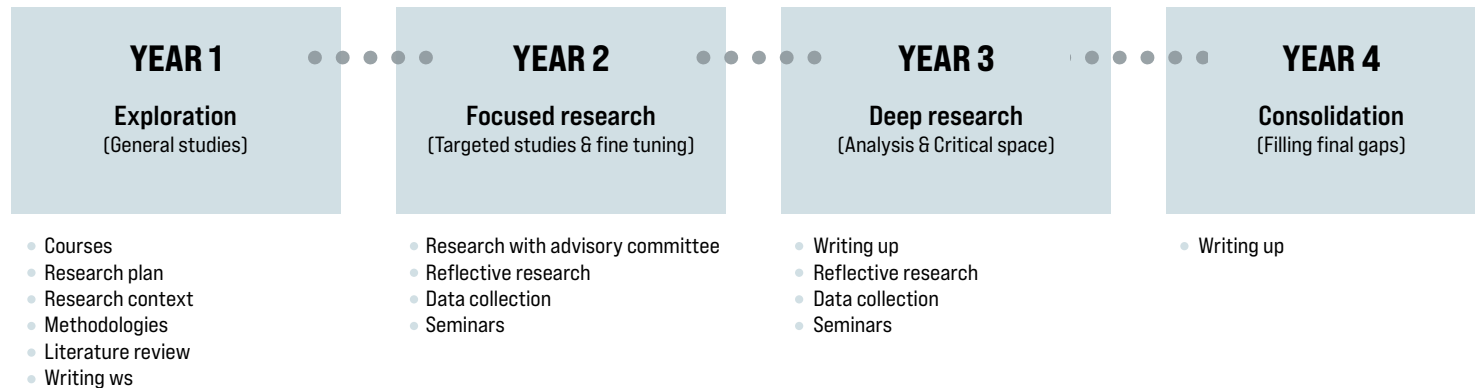 YEAR 1
Exploration
(General studies)
Courses
Research plan
Research context
Methodologies
Literature review
Writing ws
YEAR 2
Focused research
(Targeted studies & fine tuning)
Research with advisory committee
Reflective research
Data collection
Seminars
YEAR 3
Deep research
(Analysis & Critical space)
Writing up
Reflective research
Data collection
Seminars
YEAR 4
Consolidation
(Filling final gaps)
Writing up